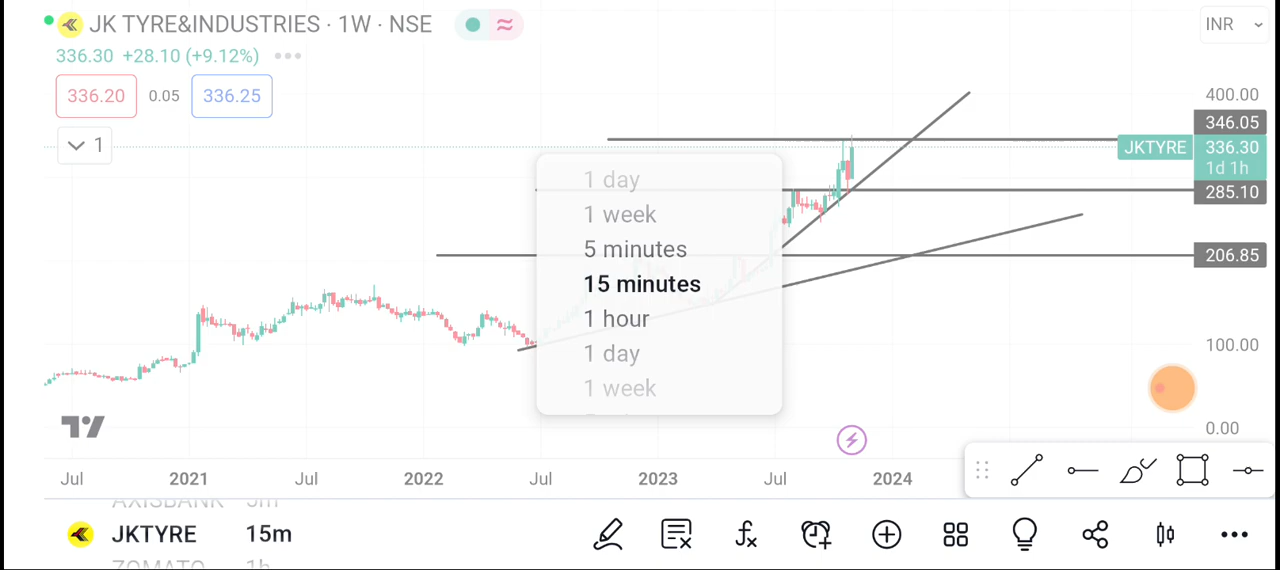 JK TYRE&INDUSTRIES · 1W · NSE
INR
336.30 +28.10 (+9.12%)
336.20 0.05 336.25
1
400.00
346.05
JKTYRE 336.30
1d 1h
285.10
206.85
100.00
0.00
1 day
1 week
5 minutes
15 minutes
1 hour
1 day
1 week
Jul 2021 Jul 2022 Jul 2023 Jul 2024
AXISBANK 5m
JKTYRE 15m
ZOMATO 1h